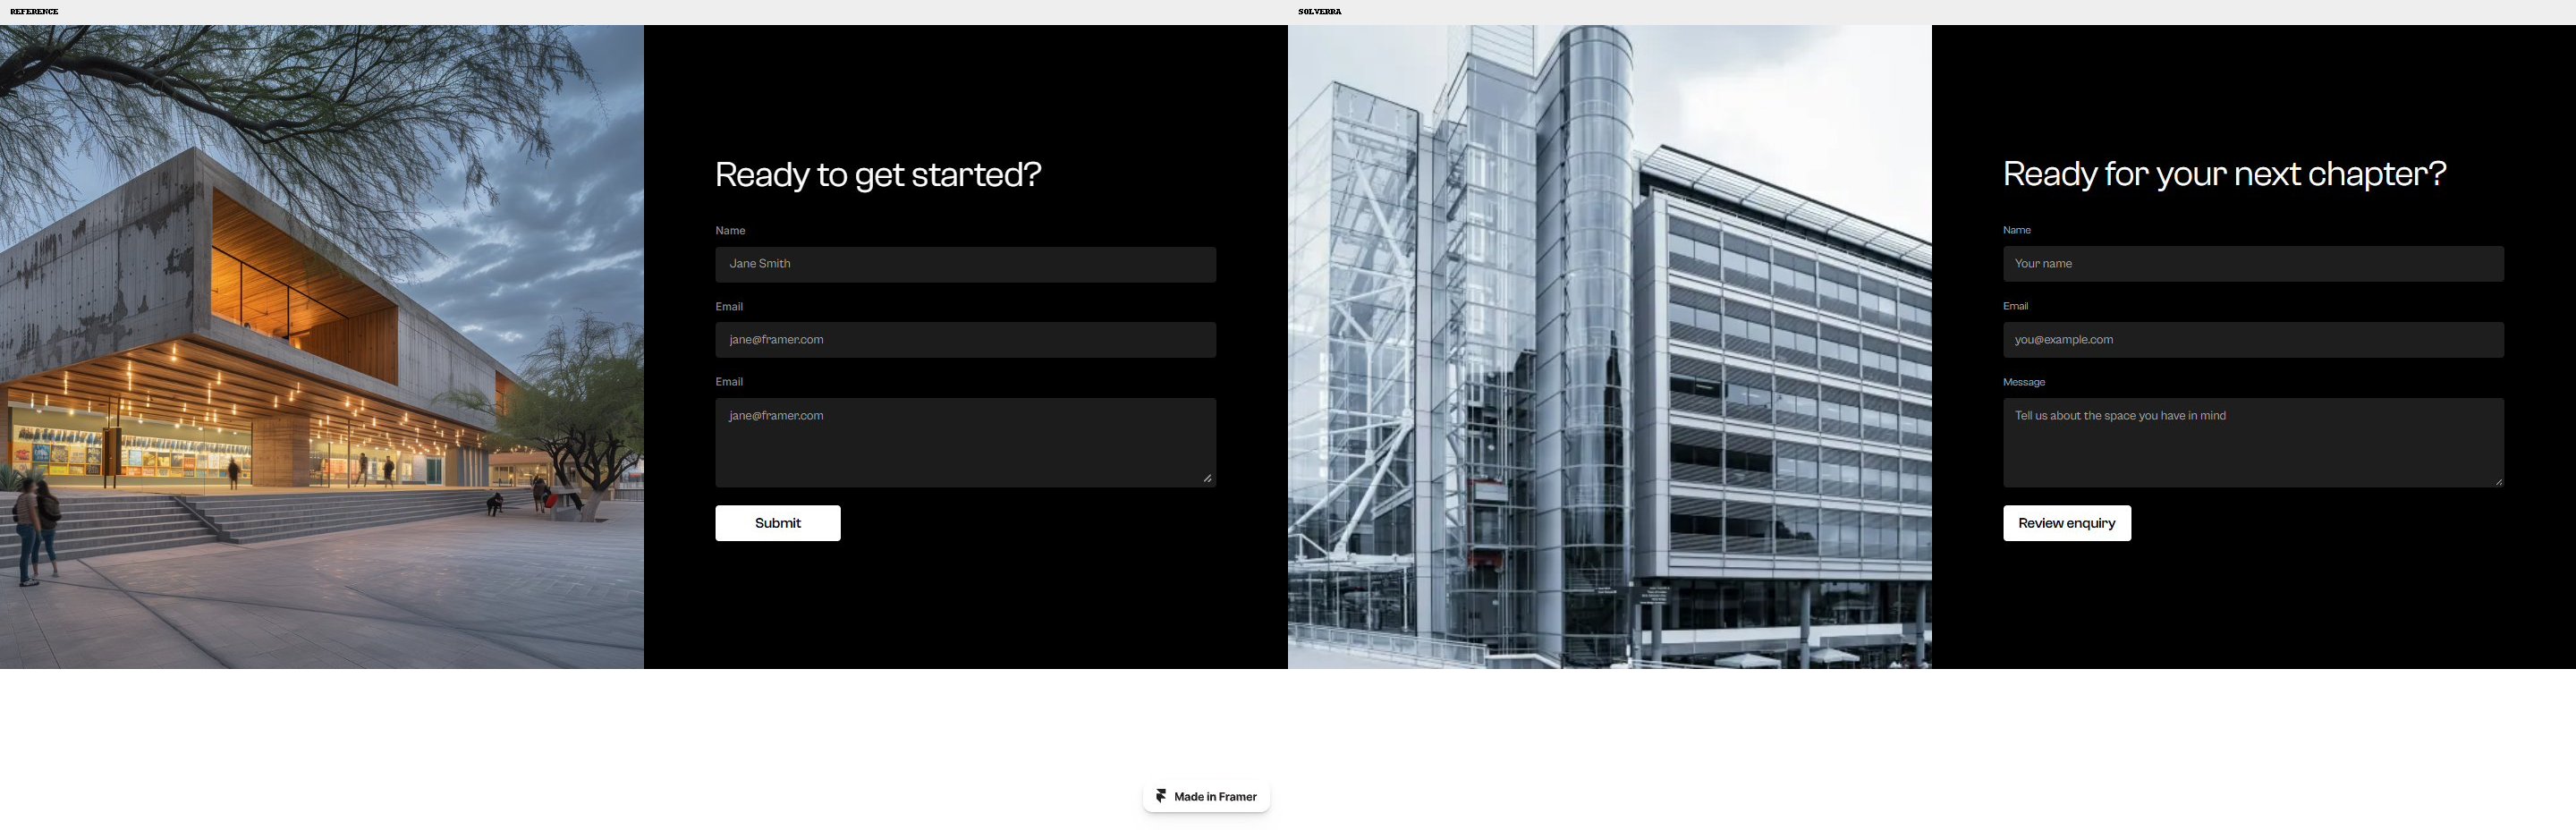 REFERENCE
Ready to get started?
Name
Jane Smith
Email
jane@framer.com
Email
jane@framer.com
Submit
Made in Framer
SOLVERRA
Ready for your next chapter?
Name
Your name
Email
you@example.com
Message
Tell us about the space you have in mind
Review enquiry